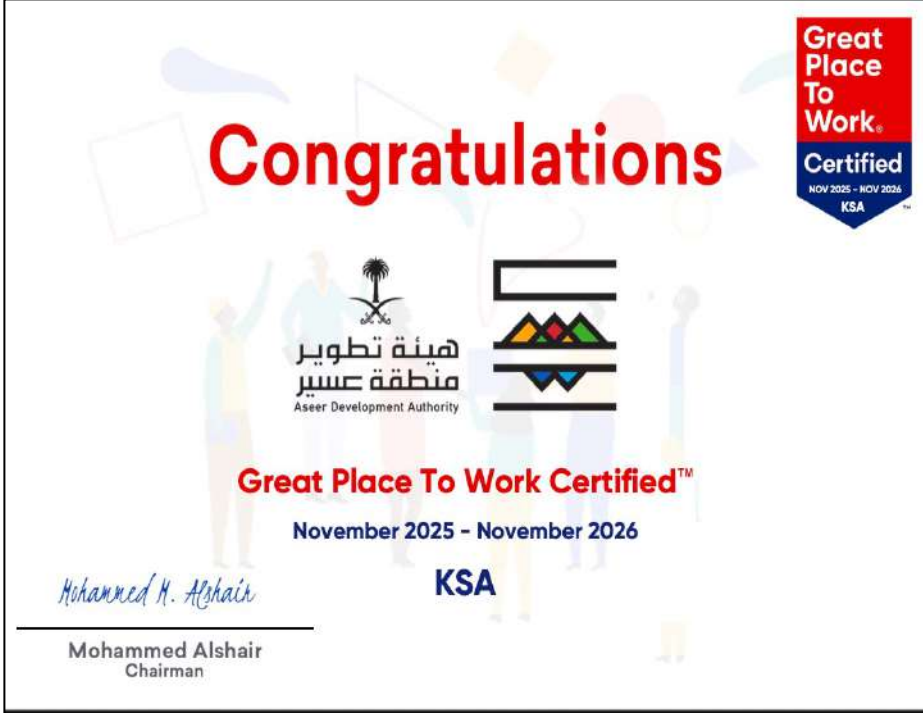 Great
Place
To
Work®
Certified
NOV 2025 - NOV 2026
KSA
™
Congratulations
هيئة تطوير
منطقة عسير
Aseer Development Authority
Great Place To Work Certified™
November 2025 - November 2026
KSA
Mohammed M. Alshair
Mohammed Alshair
Chairman